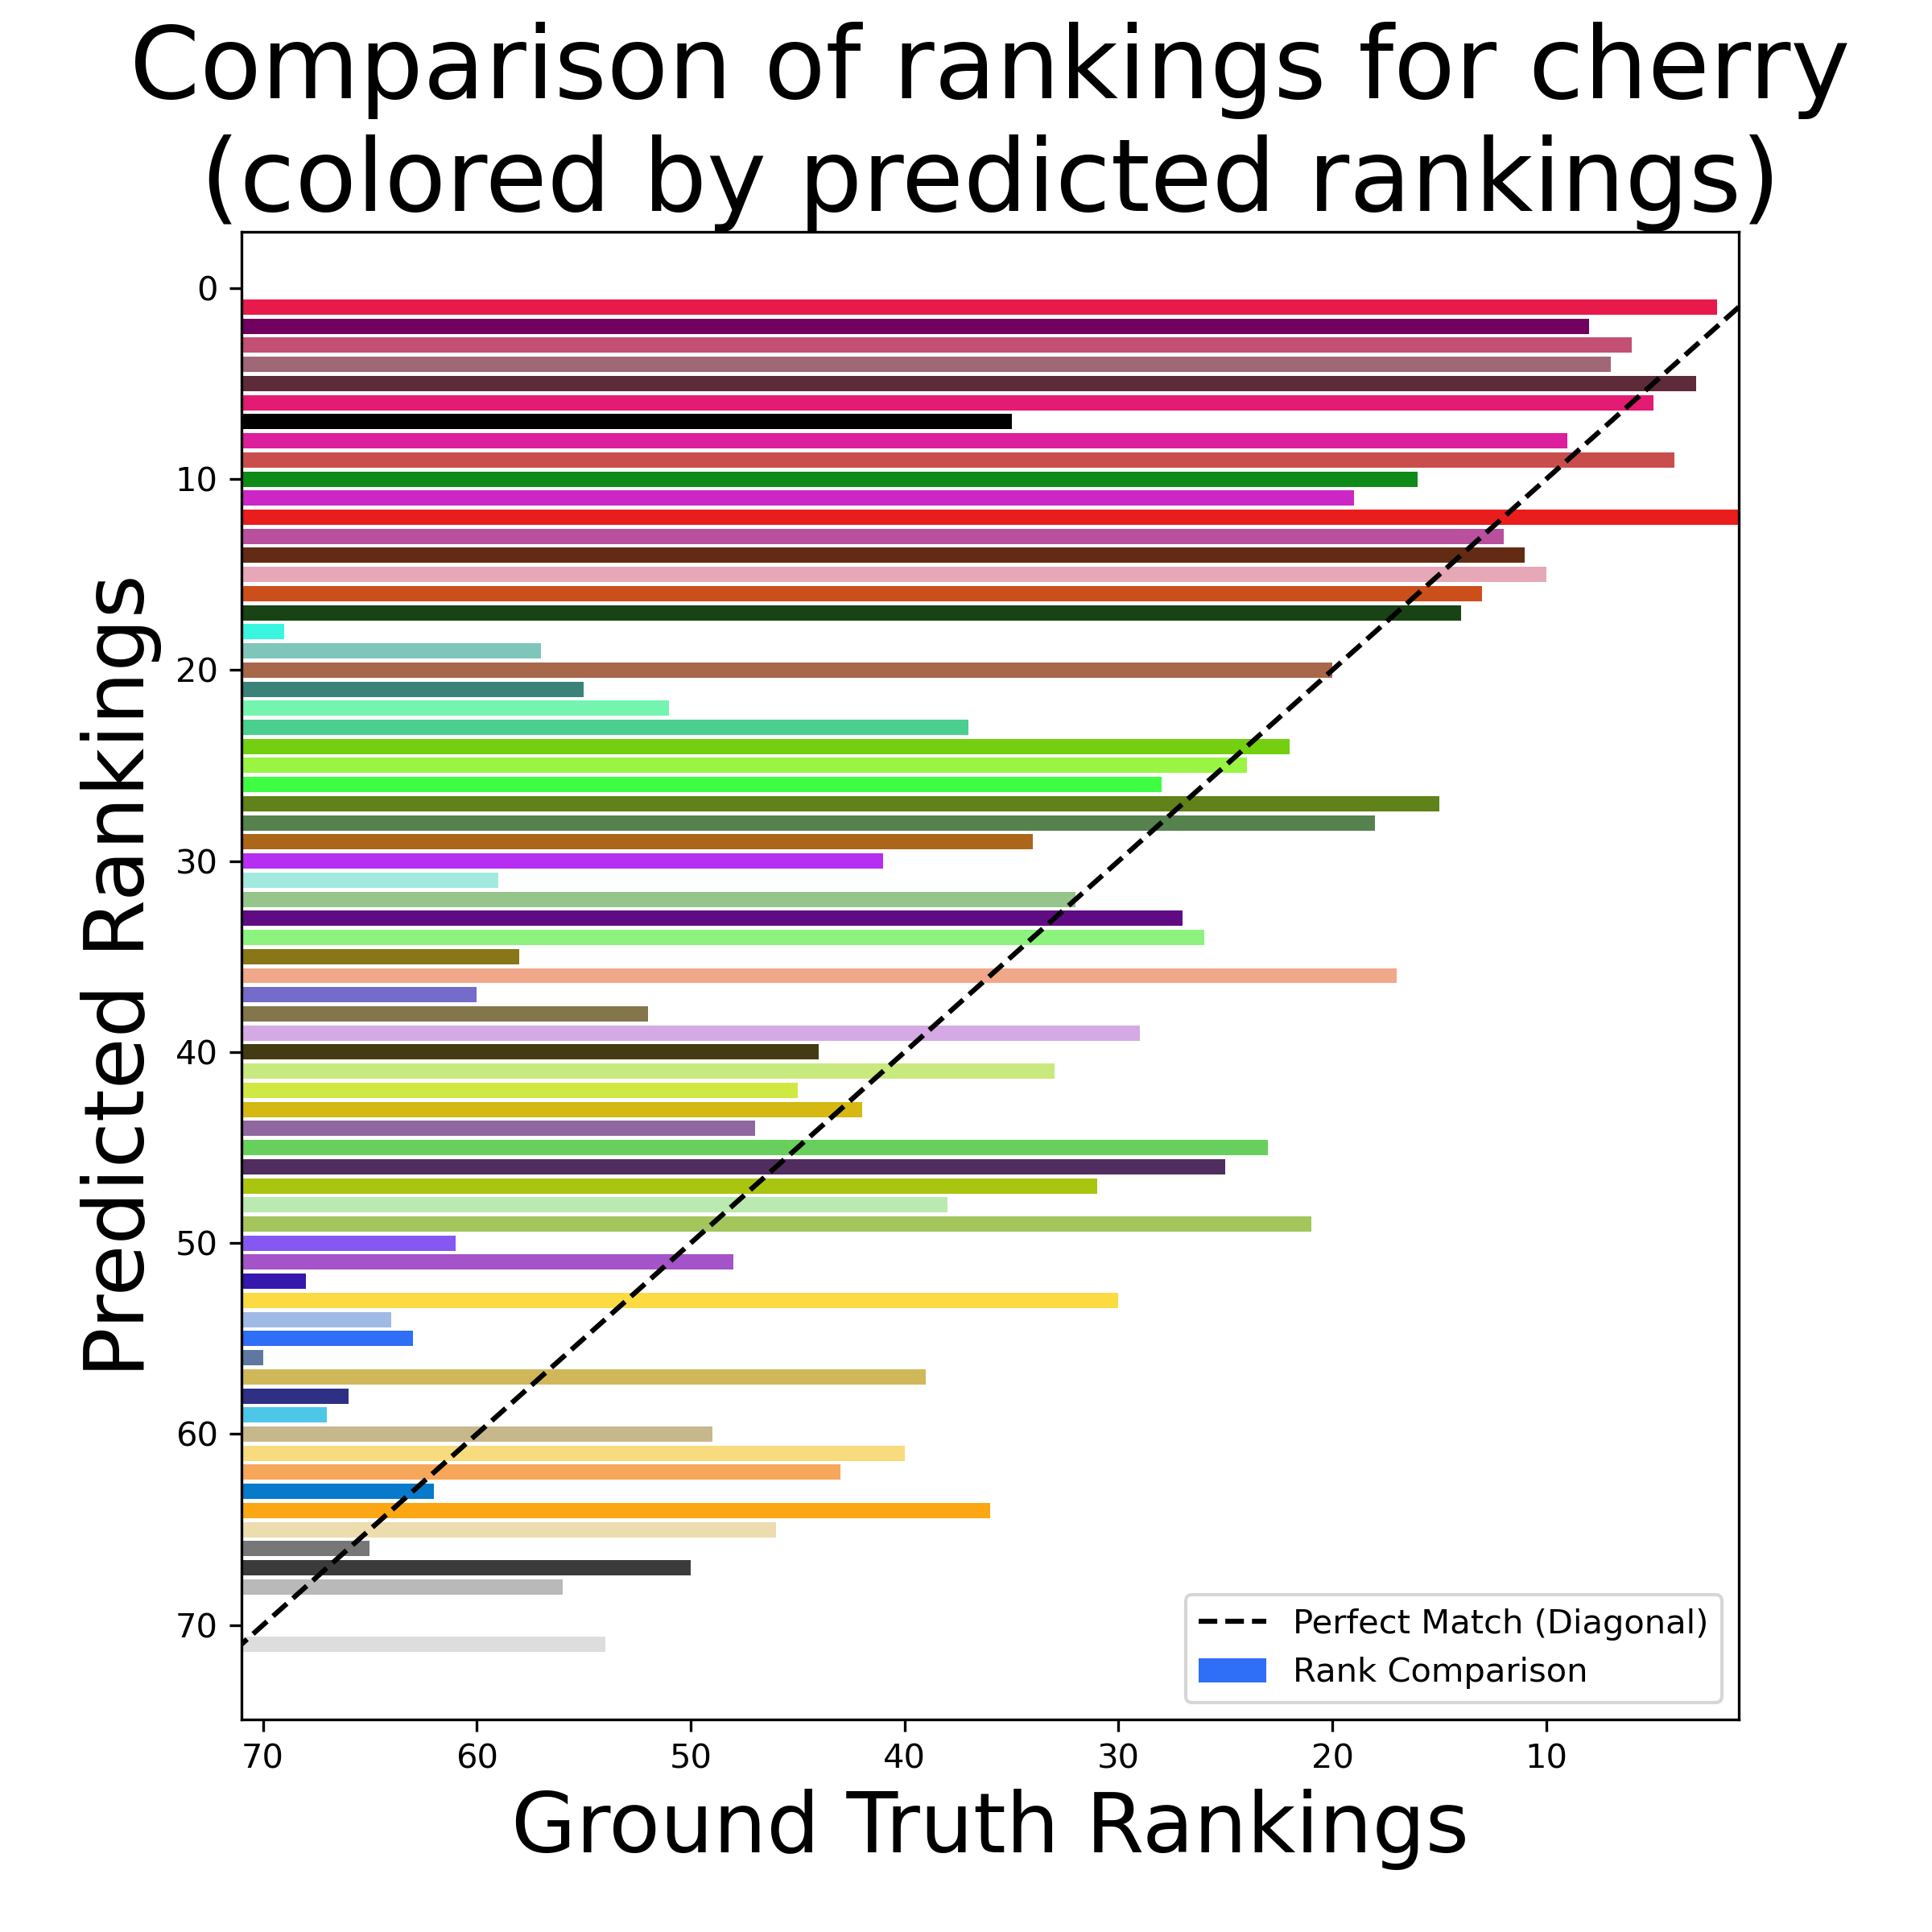 Comparison of rankings for cherry
(colored by predicted rankings)
Predicted Rankings
0
10
20
30
40
50
60
70
Perfect Match (Diagonal)
Rank Comparison
70 60 50 40 30 20 10
Ground Truth Rankings